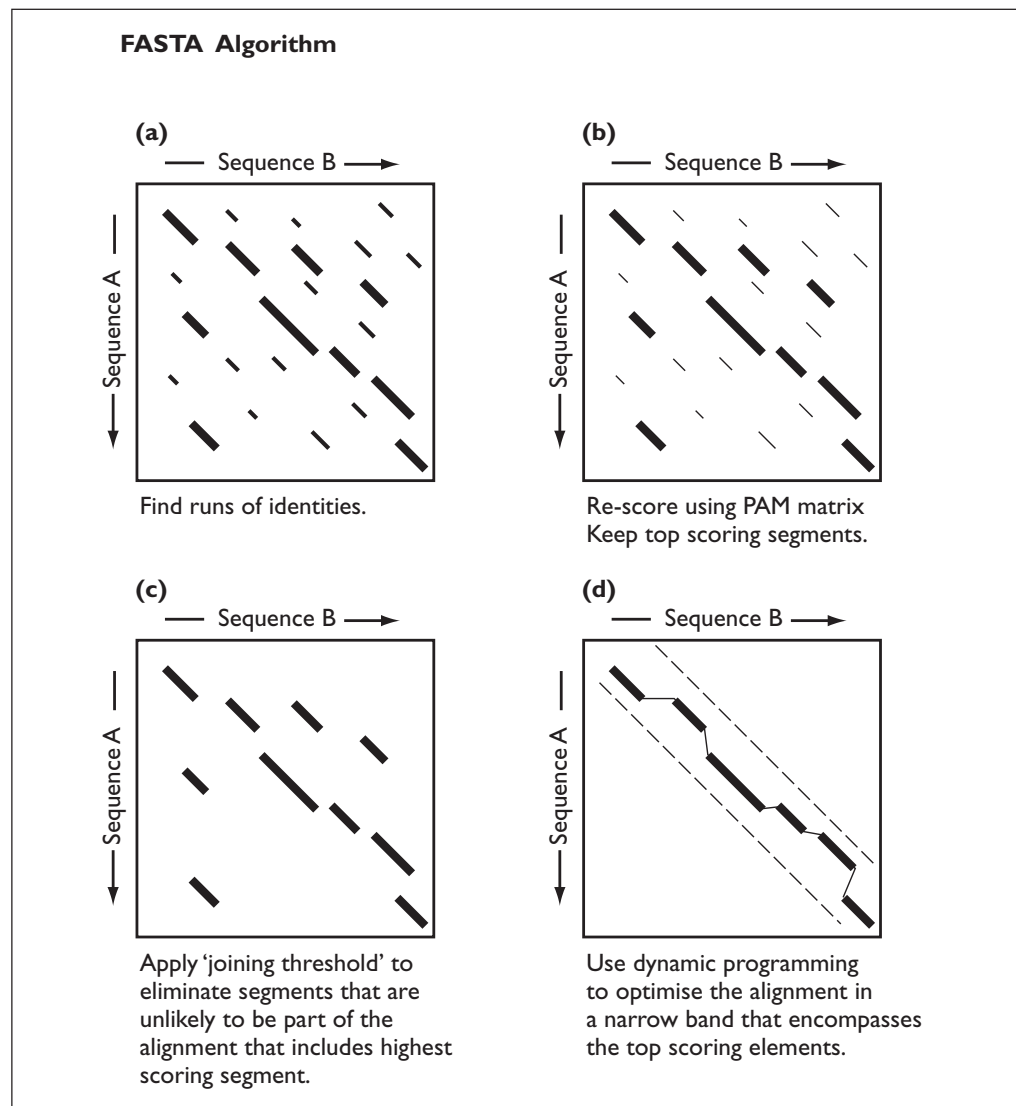 FASTA Algorithm
(a)
Sequence B
Sequence A
Find runs of identities.
(b)
Sequence B
Sequence A
Re-score using PAM matrix
Keep top scoring segments.
(c)
Sequence B
Sequence A
Apply ‘joining threshold’ to
eliminate segments that are
unlikely to be part of the
alignment that includes highest
scoring segment.
(d)
Sequence B
Sequence A
Use dynamic programming
to optimise the alignment in
a narrow band that encompasses
the top scoring elements.